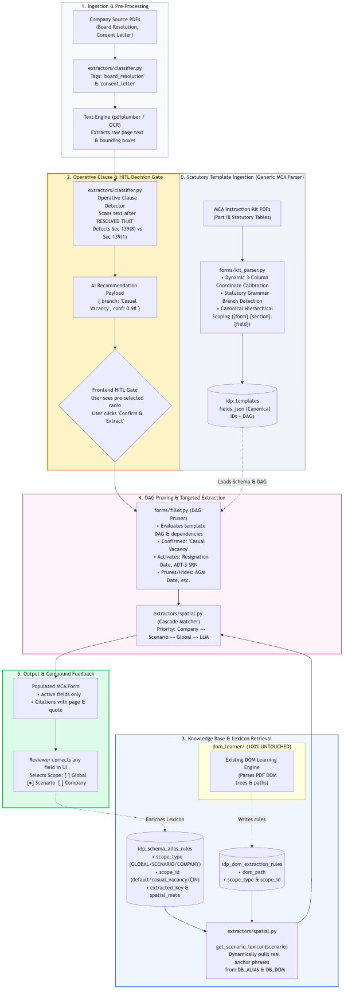 1. Ingestion & Pre-Processing
Company Source PDFs
(Board Resolution,
Consent Letter)
extractors/classifier.py
Tags: 'board_resolution'
& 'consent_letter'
Text Engine (pdfplumber /
OCR)
Extracts raw page text
& bounding boxes
2. Operative Clause & HITL Decision Gate
extractors/classifier.py
Operative Clause
Detector
Scans text after
'RESOLVED THAT'
Detects Sec 139(8) vs
Sec 139(1)
AI Recommendation
Payload
{ branch: 'Casual
Vacancy', conf: 0.98 }
Frontend HITL Gate
User sees pre-selected
radio
User clicks 'Confirm &
Extract'
0. Statutory Template Ingestion (Generic MCA Parser)
MCA Instruction Kit PDFs
(Part III Statutory Tables)
forms/kit_parser.py
• Dynamic 3-Column
Coordinate Calibration
• Statutory Grammar
Branch Detection
• Canonical Hierarchical
Scoping ({form}.{section}.
{field})
idp_templates
fields_json (Canonical
IDs + DAG)
Loads Schema & DAG
4. DAG Pruning & Targeted Extraction
forms/filler.py (DAG
Pruner)
• Evaluates template
DAG & dependencies
• Confirmed: 'Casual
Vacancy'
• Activates: Resignation
Date, ADT-3 SRN
• Prunes/Hides: AGM
Date, etc.
extractors/spatial.py
(Cascade Matcher)
Priority: Company →
Scenario → Global → LLM
5. Output & Compound Feedback
Populated MCA Form
• Active fields only
• Citations with page &
quote
Reviewer corrects any
field in UI
Selects Scope: [ ] Global
[●] Scenario [ ] Company
Enriches Lexicon
3. Knowledge Base & Lexicon Retrieval
dom_learner/ (100% UNTOUCHED)
Existing DOM Learning
Engine
(Parses PDF DOM
trees & paths)
Writes rules
idp_schema_alias_rules
• scope_type
(GLOBAL/SCENARIO/COMPANY)
• scope_id
(default/casual_vacancy/CIN)
• extracted_key &
spatial_meta
idp_dom_extraction_rules
• dom_path
• scope_type & scope_id
extractors/spatial.py
get_scenario_lexicon(scenario)
Dynamically pulls real
anchor phrases
from DB_ALIAS & DB_DOM